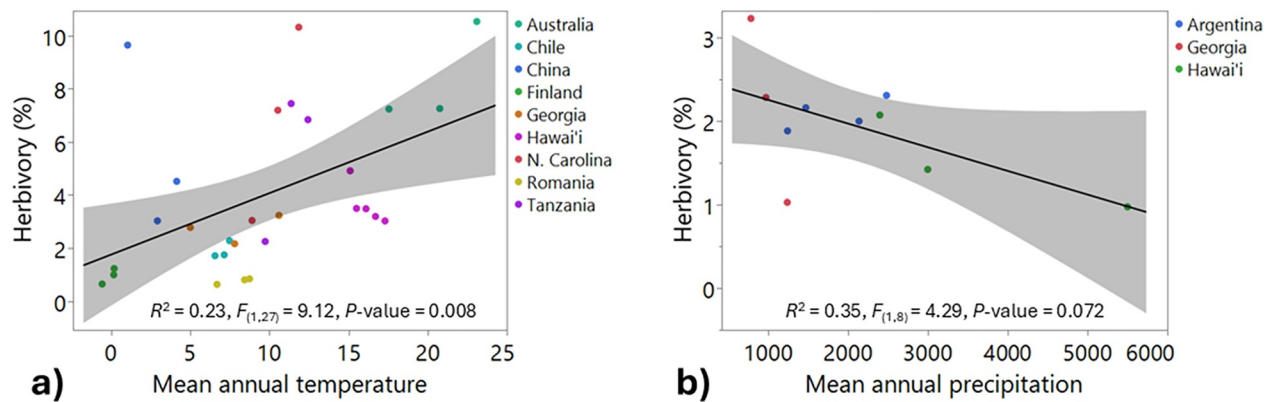 Herbivory (%)
10
8
6
4
2
0
R² = 0.23, F(1,27) = 9.12, P-value = 0.008
0 5 10 15 20 25
Mean annual temperature
a)
Australia
Chile
China
Finland
Georgia
Hawai'i
N. Carolina
Romania
Tanzania
Herbivory (%)
3
2
1
0
R² = 0.35, F(1,8) = 4.29, P-value = 0.072
1000 2000 3000 4000 5000 6000
Mean annual precipitation
b)
Argentina
Georgia
Hawai'i